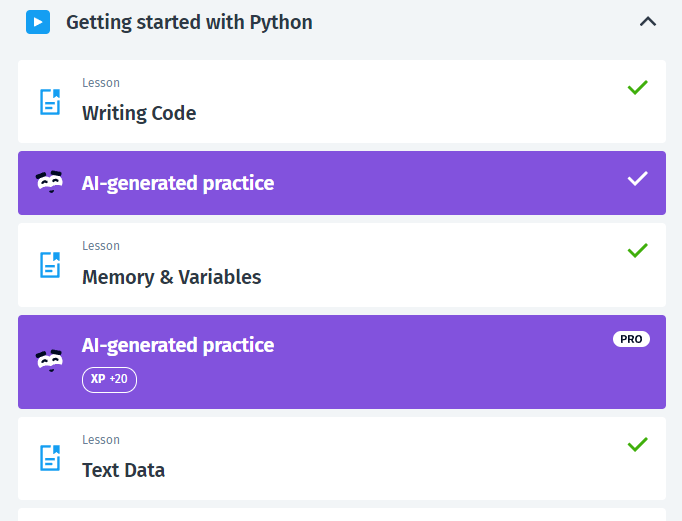 Getting started with Python
Lesson
Writing Code
AI-generated practice
Lesson
Memory & Variables
AI-generated practice
PRO
XP +20
Lesson
Text Data